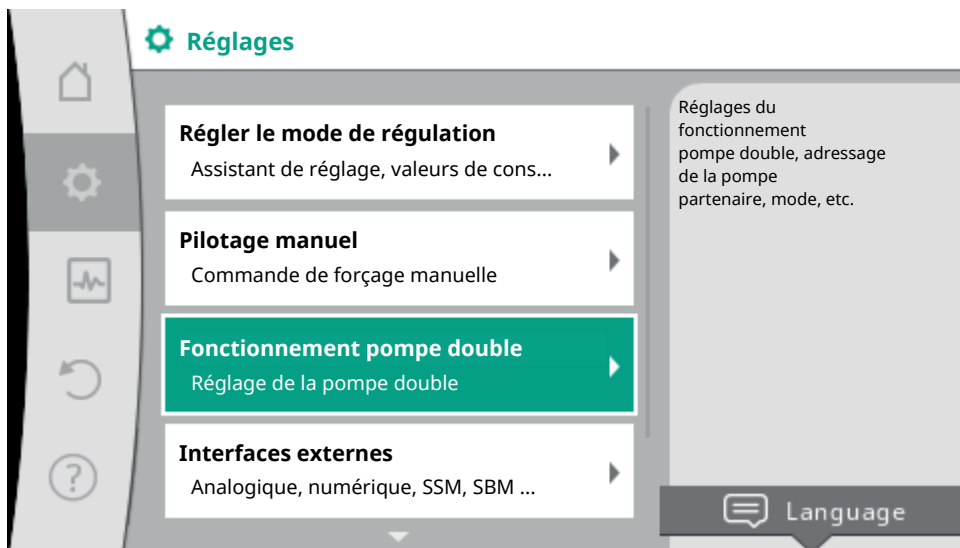 Réglages
Régler le mode de régulation
Assistant de réglage, valeurs de cons...
Pilotage manuel
Commande de forçage manuelle
Fonctionnement pompe double
Réglage de la pompe double
Interfaces externes
Analogique, numérique, SSM, SBM ...
Réglages du
fonctionnement
pompe double, adressage
de la pompe
partenaire, mode, etc.
Language